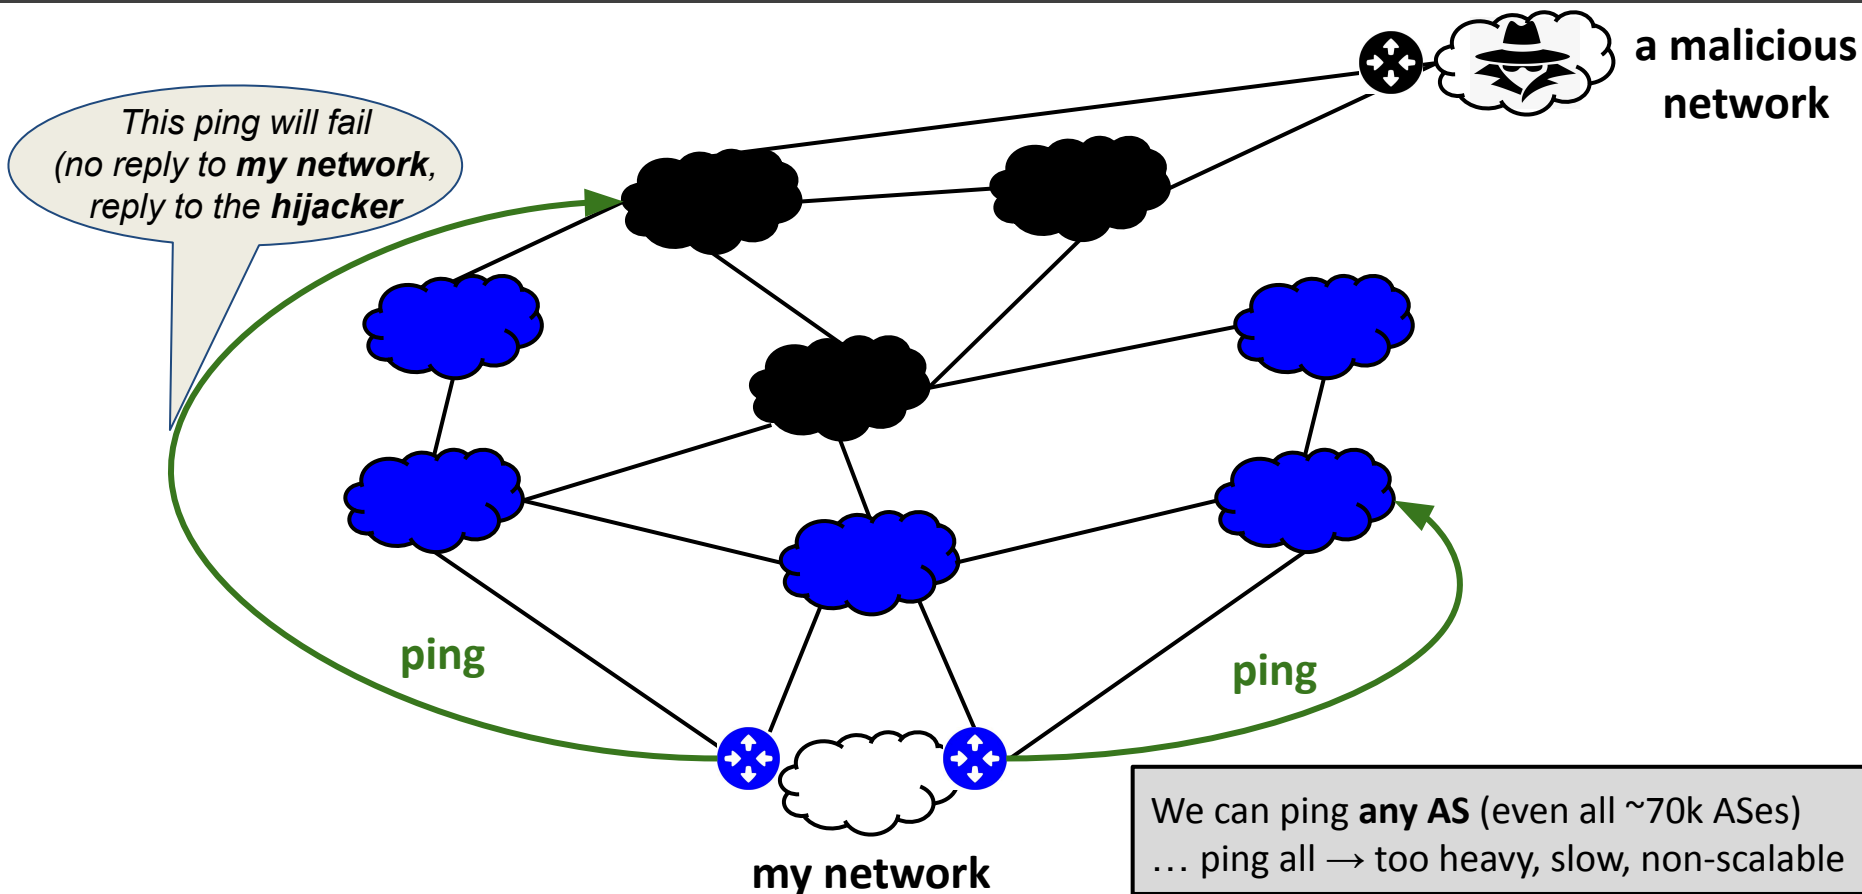 a malicious
network
This ping will fail
(no reply to my network,
reply to the hijacker
ping
ping
my network
We can ping any AS (even all ~70k ASes)
… ping all → too heavy, slow, non-scalable